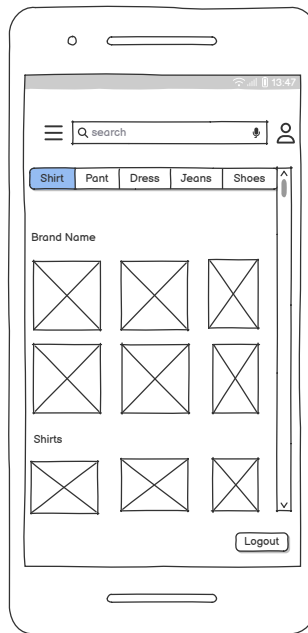 13:47
search
Shirt Pant Dress Jeans Shoes
Brand Name
Shirts
Logout